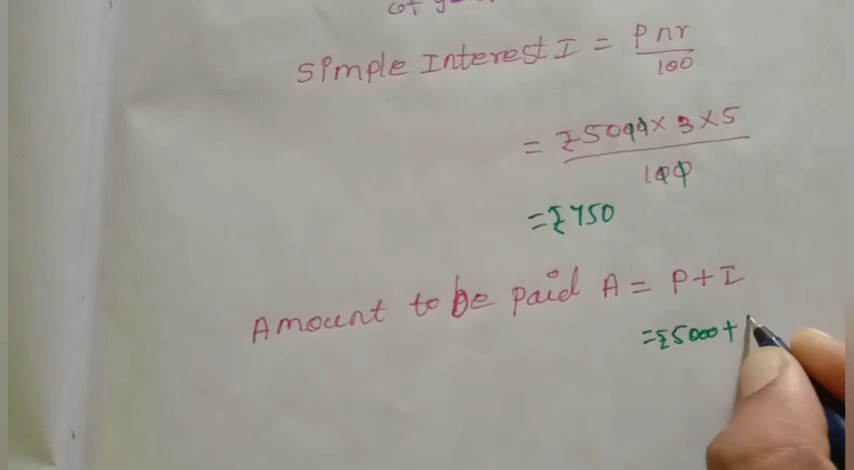 Simple Interest I = Pnr
100
= ₹5000 × 3 × 5
100
= ₹750
Amount to be paid A = P + I
= ₹5000 +